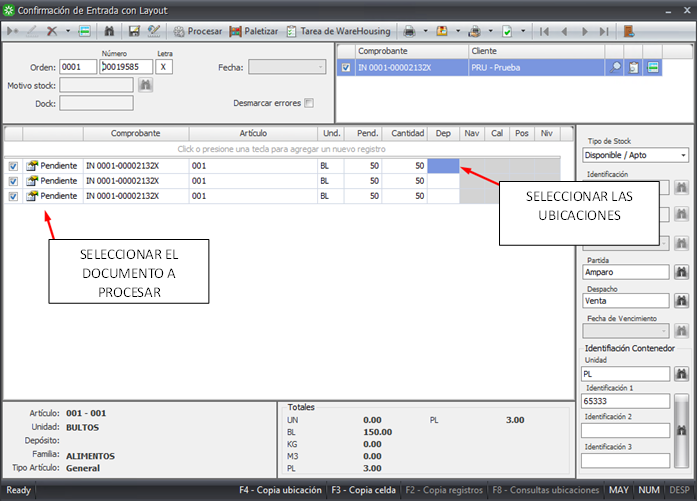 Confirmación de Entrada con Layout
Procesar Paletizar Tarea de WareHousing
Número Letra
Orden: 0001 00019585 X Fecha:
Motivo stock:
Dock: Desmarcar errores
Comprobante Cliente
IN 0001-00002132X PRU - Prueba
Comprobante Artículo Und. Pend. Cantidad Dep Nav Cal Pos Niv
Click o presione una tecla para agregar un nuevo registro
Pendiente IN 0001-00002132X 001 BL 50 50
Pendiente IN 0001-00002132X 001 BL 50 50
Pendiente IN 0001-00002132X 001 BL 50 50
SELECCIONAR LAS
UBICACIONES
SELECCIONAR EL
DOCUMENTO A
PROCESAR
Tipo de Stock
Disponible / Apto
Identificación
Partida
Amparo
Despacho
Venta
Fecha de Vencimiento
Identifiación Contenedor
Unidad
PL
Identificación 1
65333
Identificación 2
Identificación 3
Artículo: 001 - 001
Unidad: BULTOS
Depósito:
Familia: ALIMENTOS
Tipo Artículo: General
Totales
UN 0.00 PL 3.00
BL 150.00
KG 0.00
M3 0.00
PL 3.00
Ready F4 - Copia ubicación F3 - Copia celda F2 - Copia registros F8 - Consultas ubicaciones MAY NUM DESP